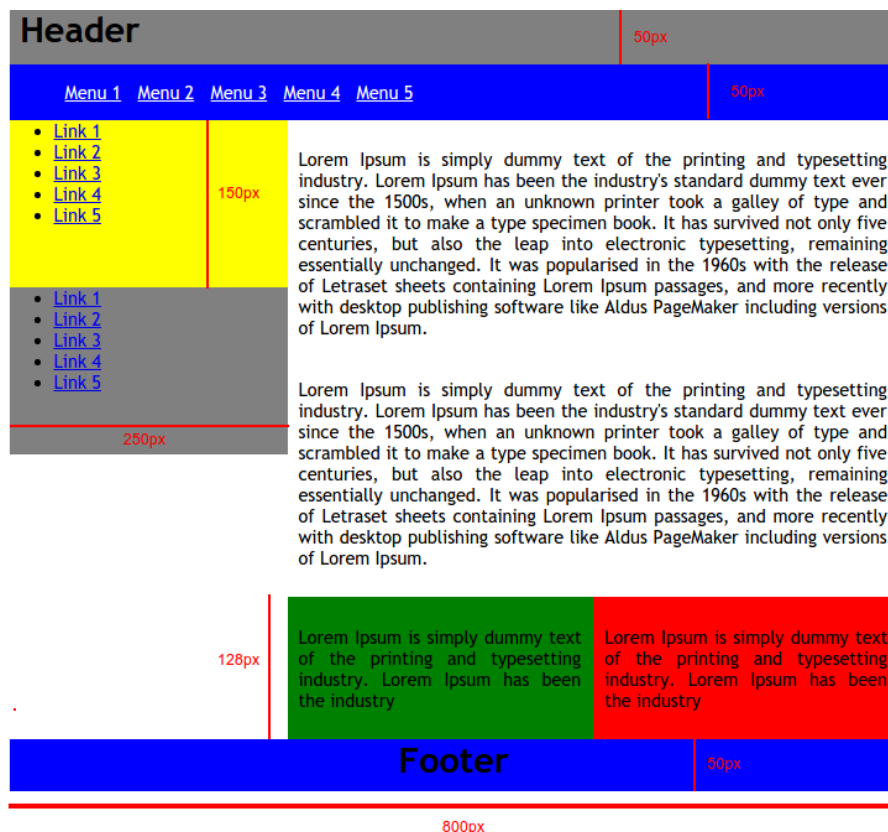 Header
50px
Menu 1 Menu 2 Menu 3 Menu 4 Menu 5
50px
Link 1
Link 2
Link 3
Link 4
Link 5
150px
Link 1
Link 2
Link 3
Link 4
Link 5
250px
Lorem Ipsum is simply dummy text of the printing and typesetting
industry. Lorem Ipsum has been the industry's standard dummy text ever
since the 1500s, when an unknown printer took a galley of type and
scrambled it to make a type specimen book. It has survived not only five
centuries, but also the leap into electronic typesetting, remaining
essentially unchanged. It was popularised in the 1960s with the release
of Letraset sheets containing Lorem Ipsum passages, and more recently
with desktop publishing software like Aldus PageMaker including versions
of Lorem Ipsum.
Lorem Ipsum is simply dummy text of the printing and typesetting
industry. Lorem Ipsum has been the industry's standard dummy text ever
since the 1500s, when an unknown printer took a galley of type and
scrambled it to make a type specimen book. It has survived not only five
centuries, but also the leap into electronic typesetting, remaining
essentially unchanged. It was popularised in the 1960s with the release
of Letraset sheets containing Lorem Ipsum passages, and more recently
with desktop publishing software like Aldus PageMaker including versions
of Lorem Ipsum.
128px
Lorem Ipsum is simply dummy text
of the printing and typesetting
industry. Lorem Ipsum has been
the industry
Lorem Ipsum is simply dummy text
of the printing and typesetting
industry. Lorem Ipsum has been
the industry
Footer
50px
800px